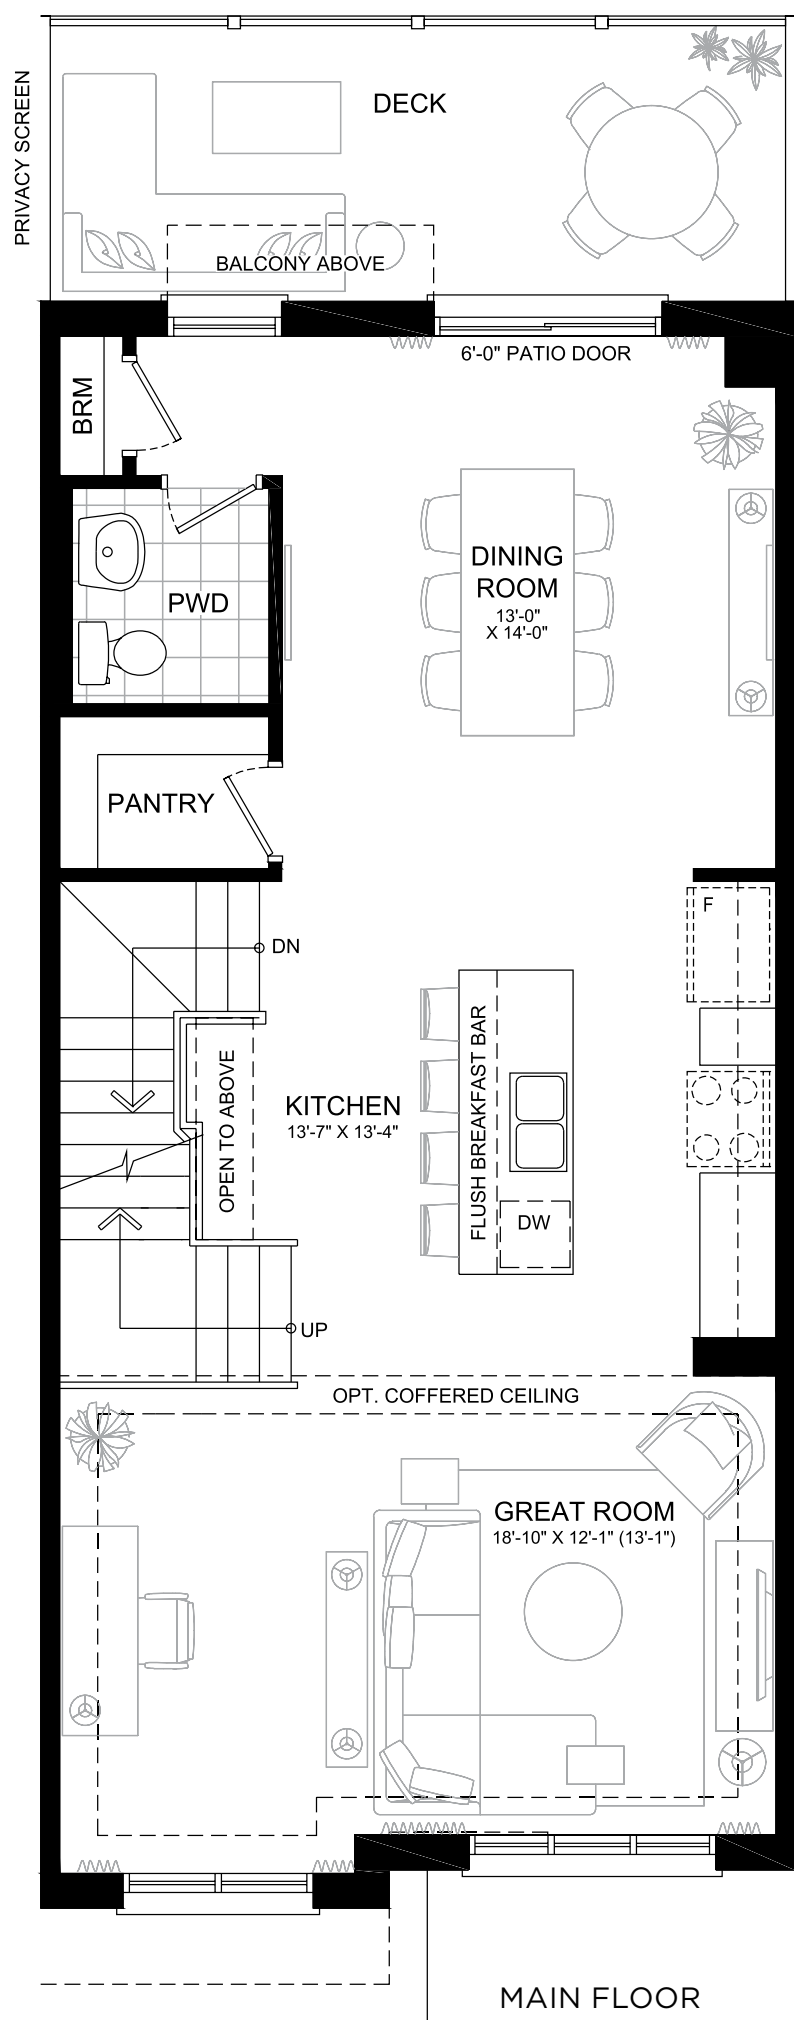 DECK
PRIVACY SCREEN
BALCONY ABOVE
6'-0" PATIO DOOR
BRM
DINING
ROOM
13'-0"
X 14'-0"
PWD
PANTRY
F
DN
OPEN TO ABOVE
KITCHEN
13'-7" X 13'-4"
FLUSH BREAKFAST BAR
DW
UP
OPT. COFFERED CEILING
GREAT ROOM
18'-10" X 12'-1" (13'-1")
MAIN FLOOR